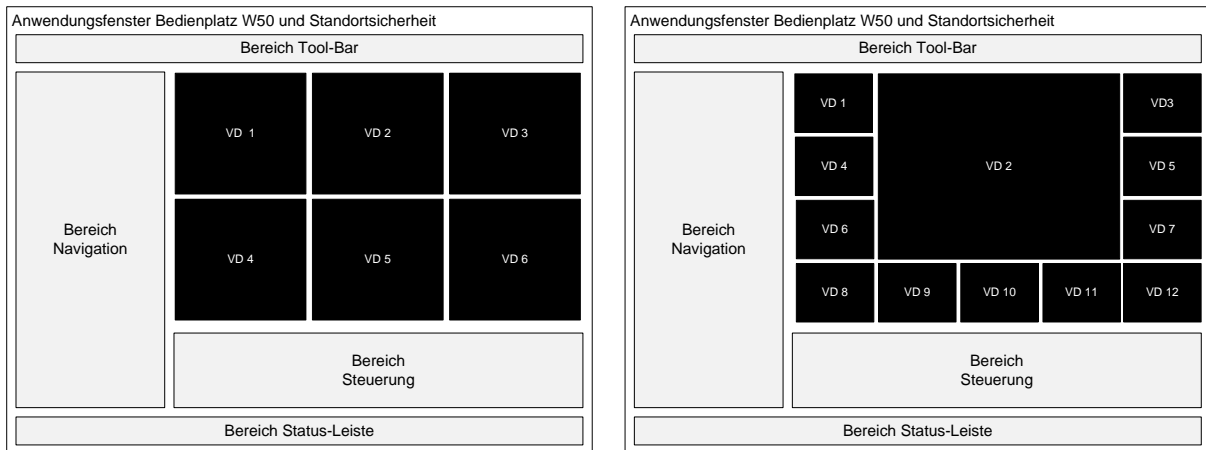 Anwendungsfenster Bedienplatz W50 und Standortsicherheit
Bereich Tool-Bar
Bereich
Navigation
VD 1
VD 2
VD 3
VD 4
VD 5
VD 6
Bereich
Steuerung
Bereich Status-Leiste
Anwendungsfenster Bedienplatz W50 und Standortsicherheit
Bereich Tool-Bar
Bereich
Navigation
VD 1
VD 2
VD3
VD 4
VD 5
VD 6
VD 7
VD 8
VD 9
VD 10
VD 11
VD 12
Bereich
Steuerung
Bereich Status-Leiste